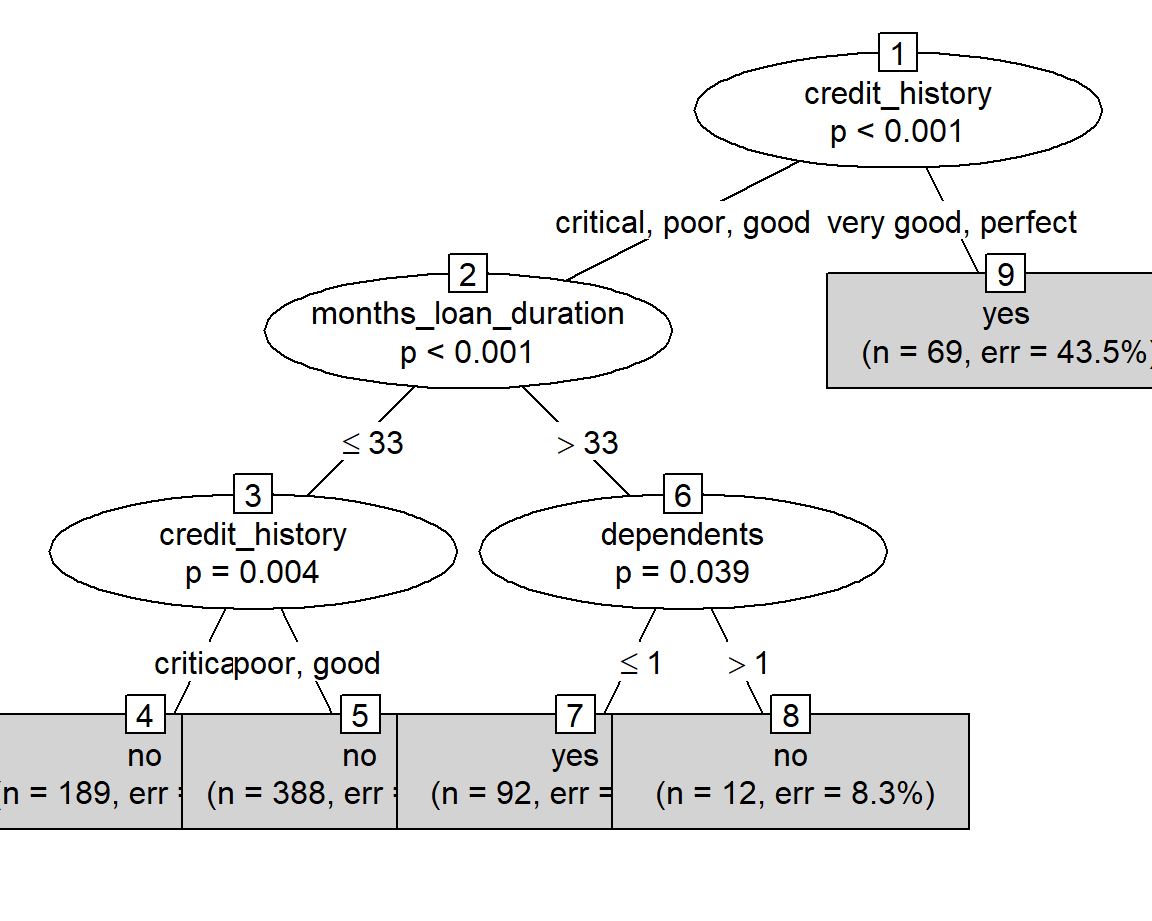 1
credit_history
p < 0.001
critical, poor, good
very good, perfect
2
months_loan_duration
p < 0.001
9
yes
(n = 69, err = 43.5%)
≤ 33
> 33
3
credit_history
p = 0.004
6
dependents
p = 0.039
critica
poor, good
≤ 1
> 1
4
no
(n = 189, err
5
no
(n = 388, err
7
yes
(n = 92, err =
8
no
(n = 12, err = 8.3%)